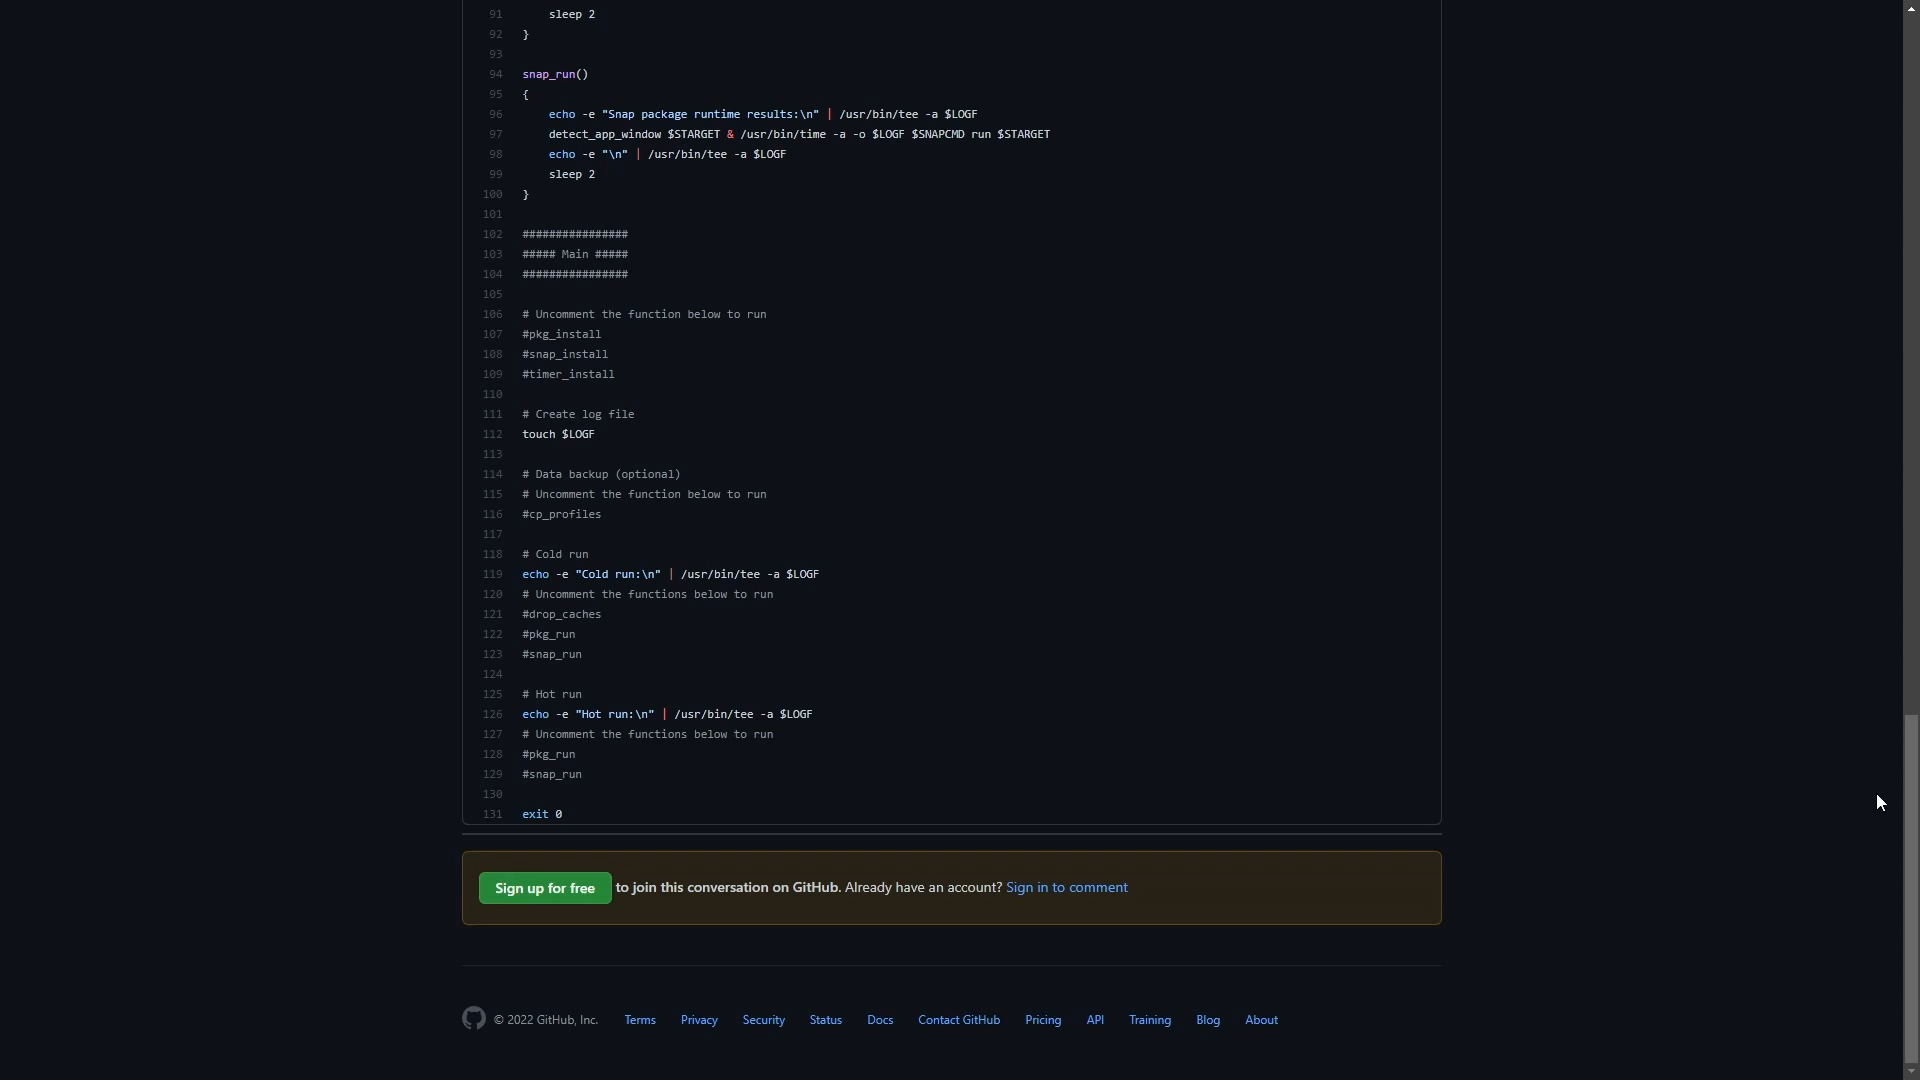 91 sleep 2
92 }
93
94 snap_run()
95 {
96 echo -e "Snap package runtime results:\n" | /usr/bin/tee -a $LOGF
97 detect_app_window $STARGET & /usr/bin/time -a -o $LOGF $SNAPCMD run $STARGET
98 echo -e "\n" | /usr/bin/tee -a $LOGF
99 sleep 2
100 }
101
102 ################
103 ##### Main #####
104 ################
105
106 # Uncomment the function below to run
107 #pkg_install
108 #snap_install
109 #timer_install
110
111 # Create log file
112 touch $LOGF
113
114 # Data backup (optional)
115 # Uncomment the function below to run
116 #cp_profiles
117
118 # Cold run
119 echo -e "Cold run:\n" | /usr/bin/tee -a $LOGF
120 # Uncomment the functions below to run
121 #drop_caches
122 #pkg_run
123 #snap_run
124
125 # Hot run
126 echo -e "Hot run:\n" | /usr/bin/tee -a $LOGF
127 # Uncomment the functions below to run
128 #pkg_run
129 #snap_run
130
131 exit 0
Sign up for free to join this conversation on GitHub. Already have an account? Sign in to comment
© 2022 GitHub, Inc. Terms Privacy Security Status Docs Contact GitHub Pricing API Training Blog About